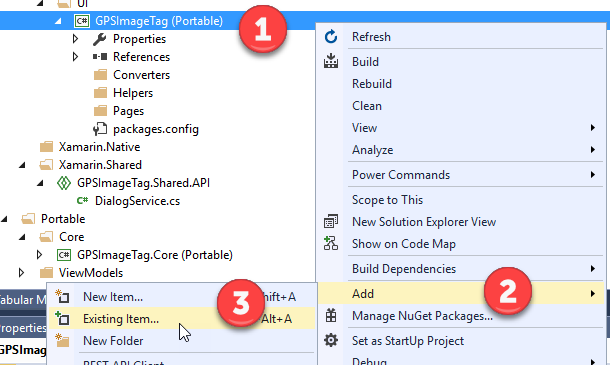 UI
C# GPSImageTag (Portable)
1
Properties
References
Converters
Helpers
Pages
packages.config
Xamarin.Native
Xamarin.Shared
GPSImageTag.Shared.API
C# DialogService.cs
Portable
Core
C# GPSImageTag.Core (Portable)
ViewModels
Tabular M
Properties
GPSImag
Refresh
Build
Rebuild
Clean
View
Analyze
Power Commands
Scope to This
New Solution Explorer View
Show on Code Map
Build Dependencies
Add
2
Manage NuGet Packages...
Set as StartUp Project
Debug
New Item...
hift+A
3
Existing Item...
Alt+A
New Folder
REST API Client